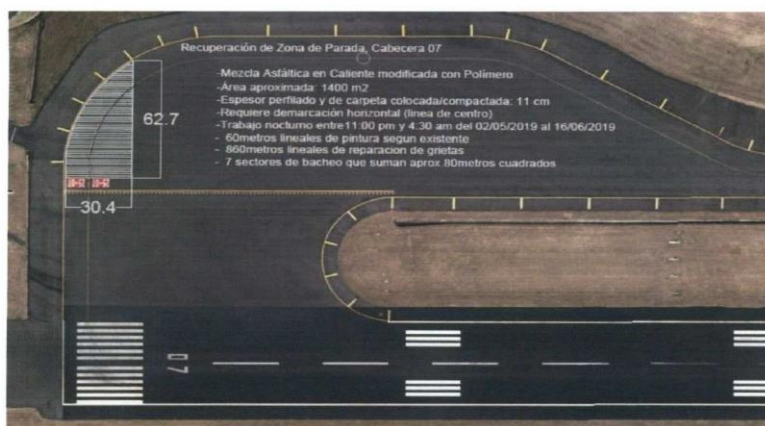 Recuperación de Zona de Parada, Cabecera 07
-Mezcla Asfáltica en Caliente modificada con Polímero
-Área aproximada: 1400 m2
-Espesor perfilado y de carpeta colocada/compactada: 11 cm
-Requiere demarcación horizontal (línea de centro)
-Trabajo nocturno entre11:00 pm y 4:30 am del 02/05/2019 al 16/06/2019
- 60metros lineales de pintura segun existente
- 860metros lineales de reparacion de grietas
- 7 sectores de bacheo que suman aprox.80metros cuadrados
62.7
30.4
07